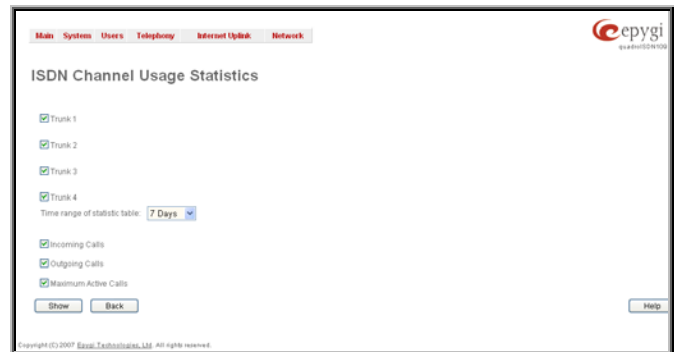 Main System Users Telephony Internet Uplink Network
epygi
ISDN Channel Usage Statistics
Trunk 1
Trunk 2
Trunk 3
Trunk 4
Time range of statistic table: 7 Days
Incoming Calls
Outgoing Calls
Maximum Active Calls
Show Back Help
Copyright (C) 2007 Epygi Technologies, Ltd. All rights reserved.